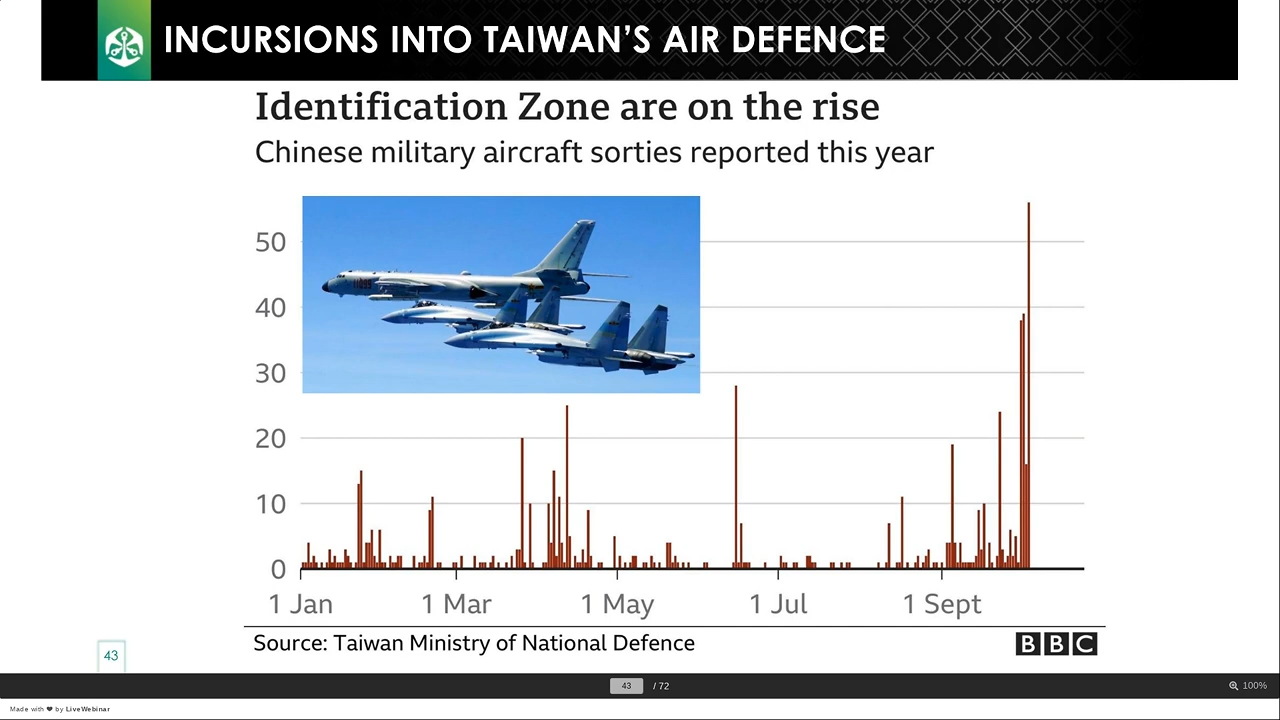 INCURSIONS INTO TAIWAN'S AIR DEFENCE
Identification Zone are on the rise
Chinese military aircraft sorties reported this year
50
40
30
20
10
0
1 Jan
1 Mar
1 May
1 Jul
1 Sept
Source: Taiwan Ministry of National Defence
BBC
43
43 / 72
100%
Made with ❤ by LiveWebinar